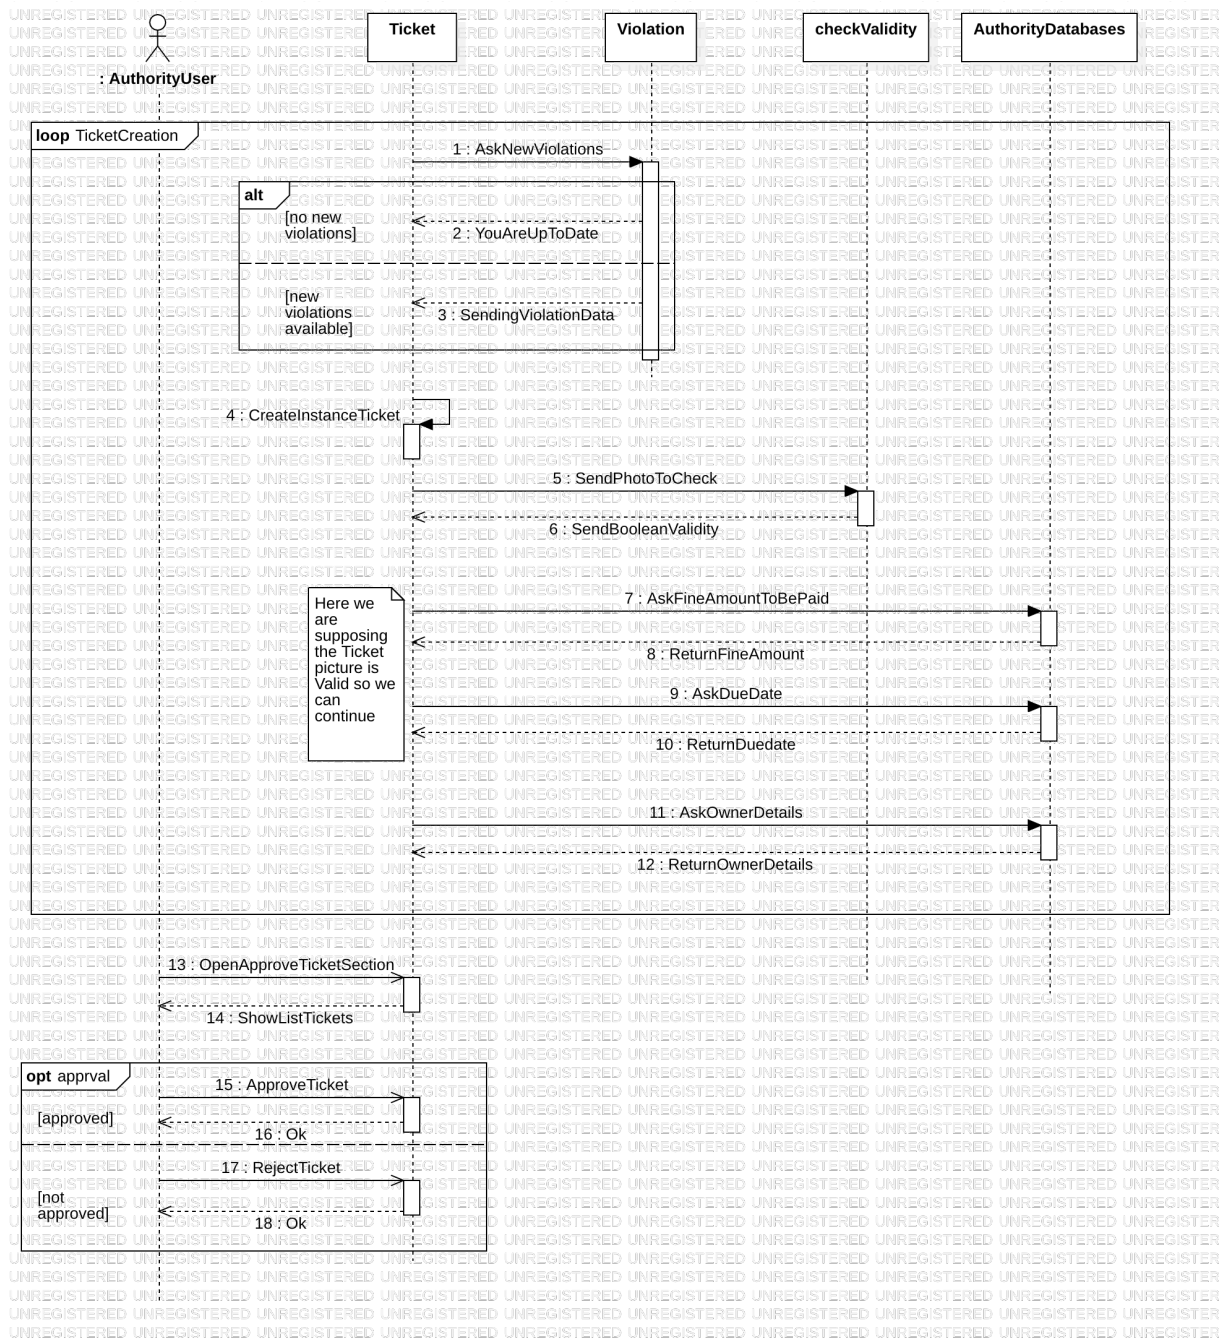 Ticket
Violation
checkValidity
AuthorityDatabases
: AuthorityUser
loop TicketCreation
1 : AskNewViolations
alt
[no new
violations]
2 : YouAreUpToDate
[new
violations
available]
3 : SendingViolationData
4 : CreateInstanceTicket
5 : SendPhotoToCheck
6 : SendBooleanValidity
Here we
are
supposing
the Ticket
picture is
Valid so we
can
continue
7 : AskFineAmountToBePaid
8 : ReturnFineAmount
9 : AskDueDate
10 : ReturnDuedate
11 : AskOwnerDetails
12 : ReturnOwnerDetails
13 : OpenApproveTicketSection
14 : ShowListTickets
opt apprval
15 : ApproveTicket
[approved]
16 : Ok
17 : RejectTicket
[not
approved]
18 : Ok
UNREGISTERED